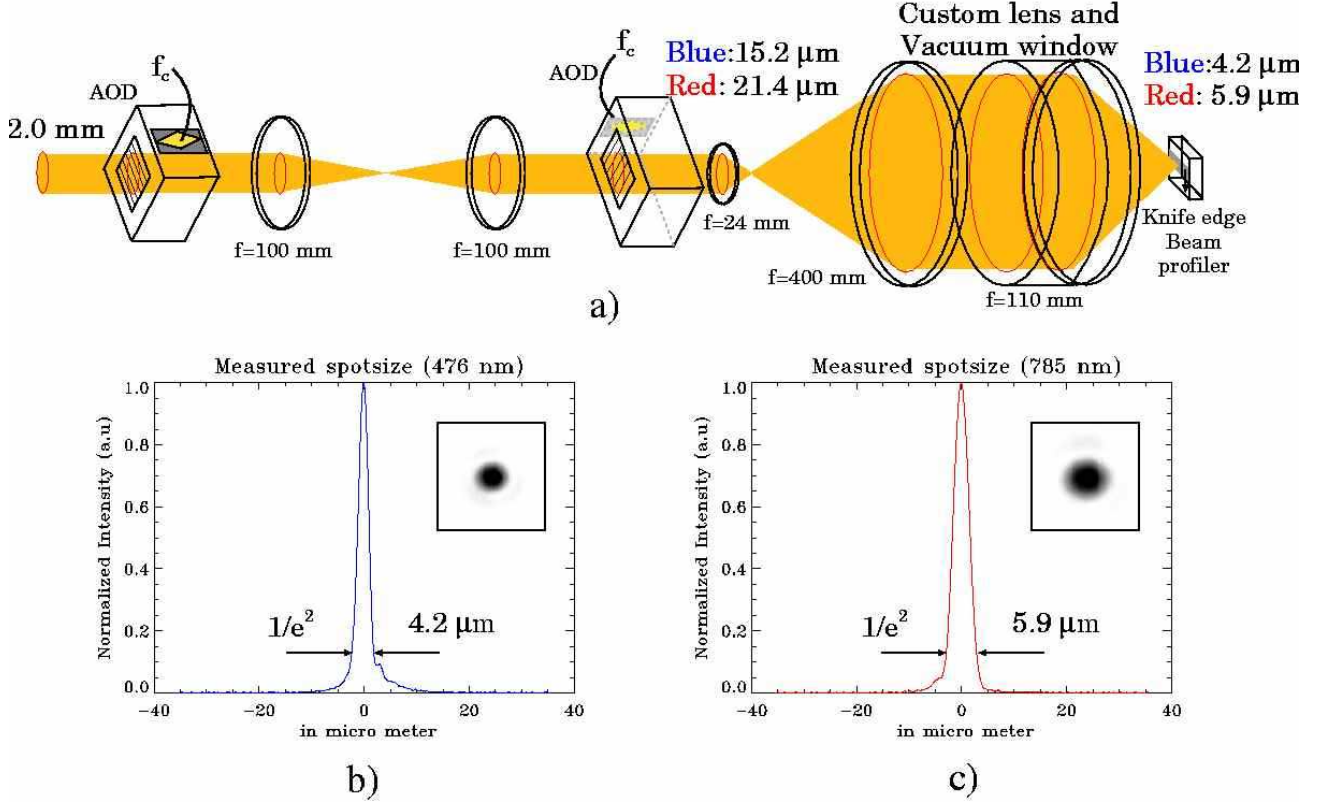 Custom lens and
Vacuum window
f_c
f_c
Blue:15.2 μm
Red: 21.4 μm
Blue:4.2 μm
Red: 5.9 μm
AOD
AOD
2.0 mm
f=24 mm
Knife edge
Beam
profiler
f=100 mm
f=100 mm
f=400 mm
f=110 mm
a)
Measured spotsize (476 nm)
Normalized Intensity (a.u)
1.0
0.8
0.6
0.4
0.2
0.0
1/e²
4.2 μm
−40
−20
0
20
40
in micro meter
b)
Measured spotsize (785 nm)
Normalized Intensity (a.u)
1.0
0.8
0.6
0.4
0.2
0.0
1/e²
5.9 μm
−40
−20
0
20
40
in micro meter
c)